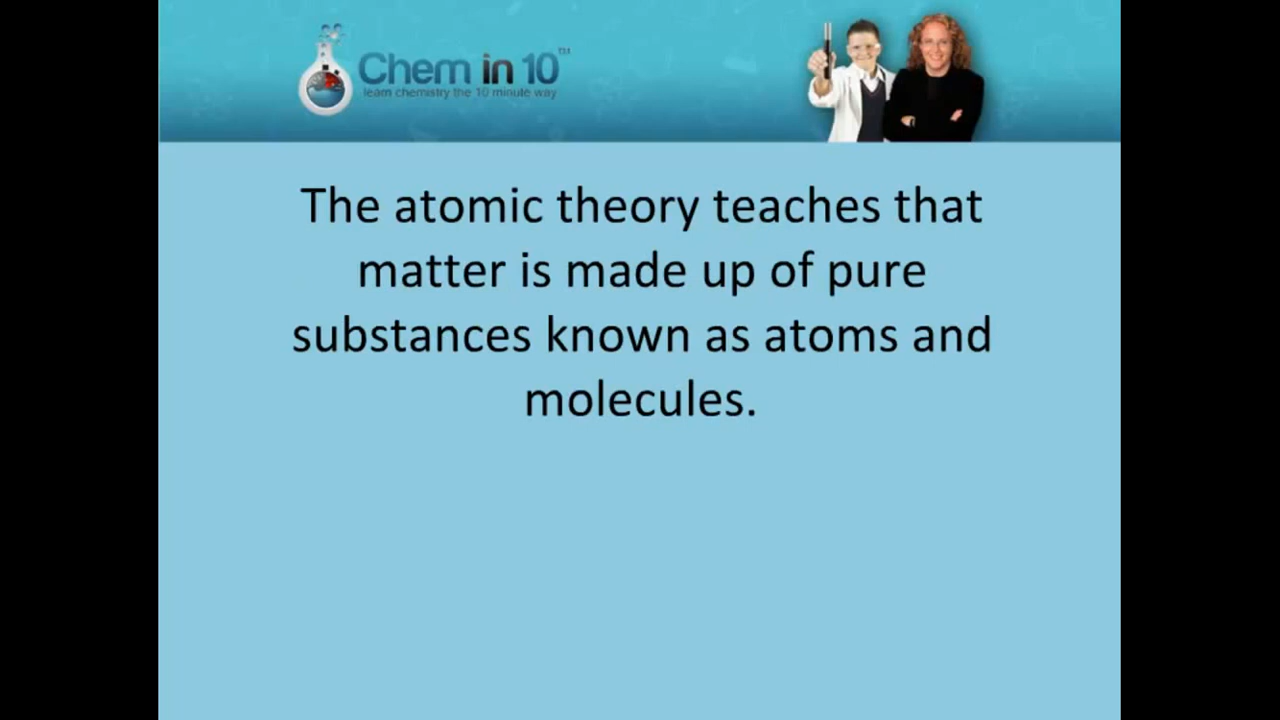 Chem in 10™
learn chemistry the 10 minute way
The atomic theory teaches that
matter is made up of pure
substances known as atoms and
molecules.